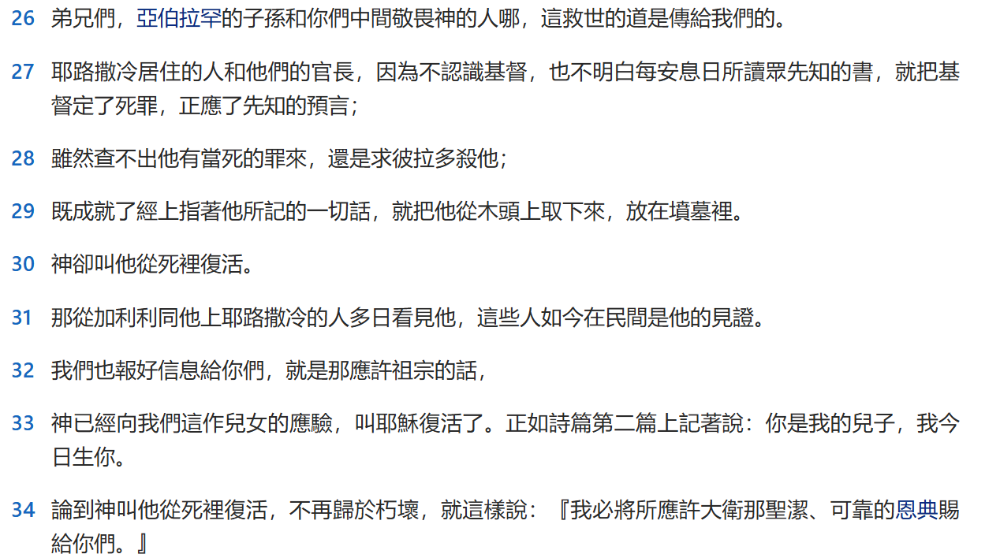 26 弟兄們，亞伯拉罕的子孫和你們中間敬畏神的人哪，這救世的道是傳給我們的。
27 耶路撒冷居住的人和他們的官長，因為不認識基督，也不明白每安息日所讀眾先知的書，就把基
督定了死罪，正應了先知的預言；
28 雖然查不出他有當死的罪來，還是求彼拉多殺他；
29 既成就了經上指著他所記的一切話，就把他從木頭上取下來，放在墳墓裡。
30 神卻叫他從死裡復活。
31 那從加利利同他上耶路撒冷的人多日看見他，這些人如今在民間是他的見證。
32 我們也報好信息給你們，就是那應許祖宗的話，
33 神已經向我們這作兒女的應驗，叫耶穌復活了。正如詩篇第二篇上記著說：你是我的兒子，我今
日生你。
34 論到神叫他從死裡復活，不再歸於朽壞，就這樣說：『我必將所應許大衛那聖潔、可靠的恩典賜
給你們。』